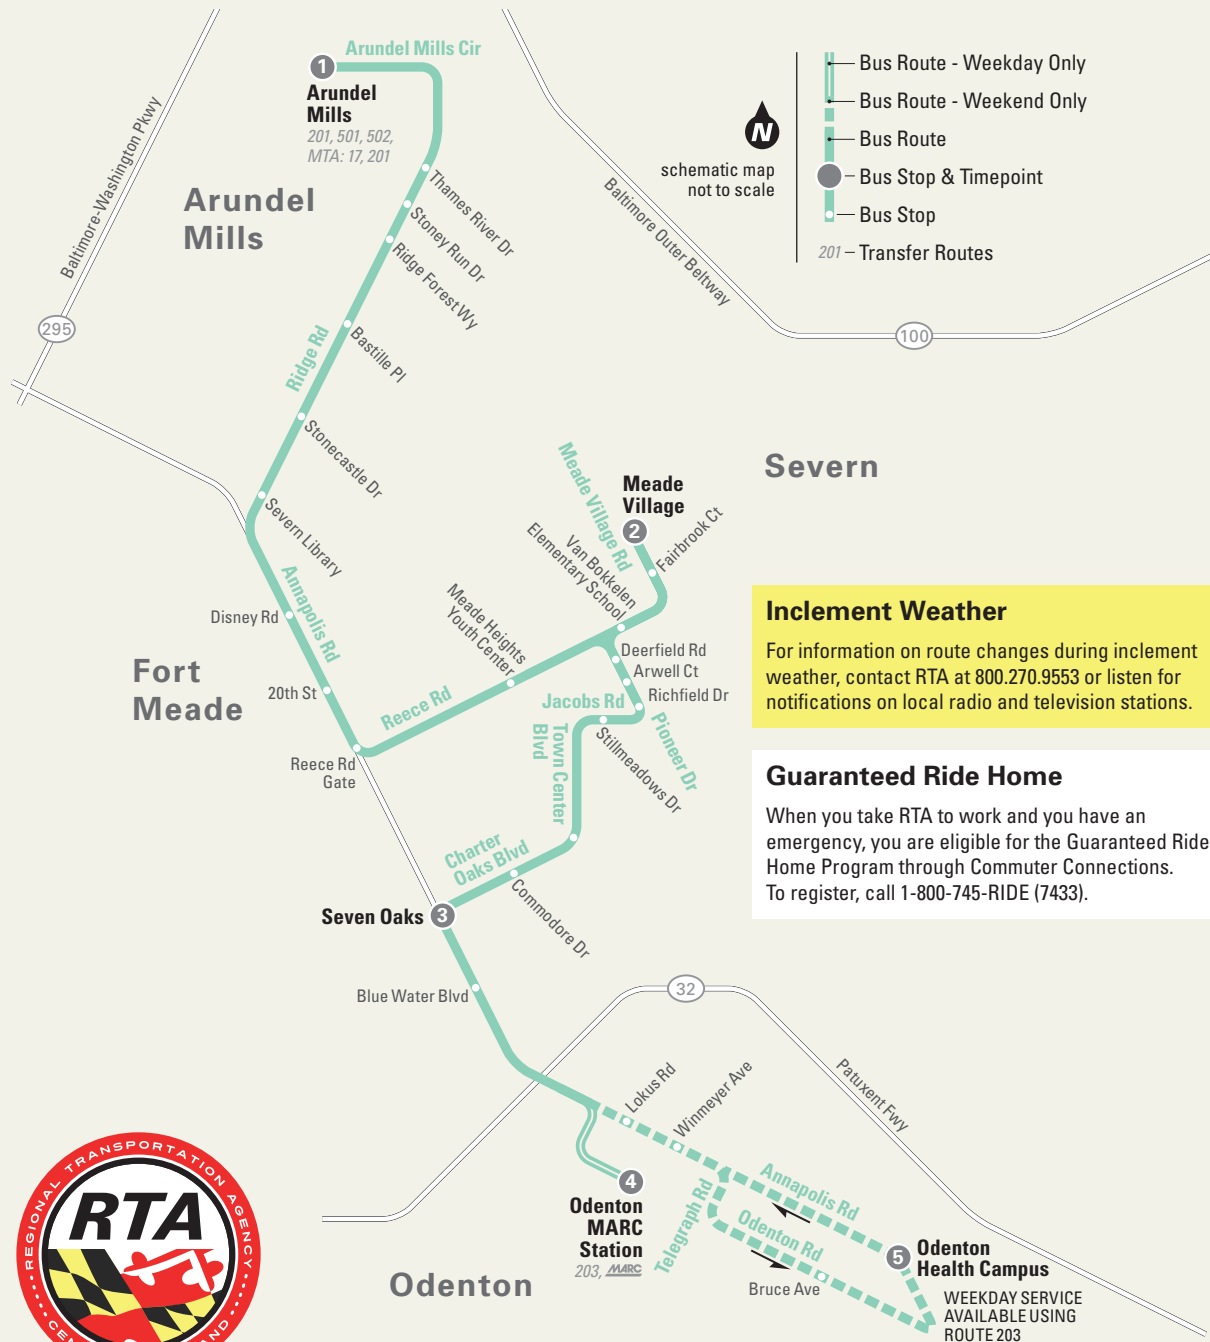 Arundel Mills Cir
1
Arundel
Mills
201, 501, 502,
MTA: 17, 201
Bus Route - Weekday Only
Bus Route - Weekend Only
Bus Route
Bus Stop & Timepoint
Bus Stop
201 – Transfer Routes
N
schematic map
not to scale
Baltimore-Washington Pkwy
295
Arundel
Mills
Thames River Dr
Stoney Run Dr
Ridge Forest Wy
Bastille Pl
Ridge Rd
Stonecastle Dr
Severn Library
Baltimore Outer Beltway
100
Severn
Meade Village Rd
Meade
Village
2
Fairbrook Ct
Van Bokkelen
Elementary School
Meade Heights
Youth Center
Annapolis Rd
Disney Rd
20th St
Fort
Meade
Reece Rd
Reece Rd
Gate
Deerfield Rd
Arwell Ct
Richfield Dr
Jacobs Rd
Pioneer Dr
Town Center
Blvd
Stillmeadows Dr
Inclement Weather
For information on route changes during inclement
weather, contact RTA at 800.270.9553 or listen for
notifications on local radio and television stations.
Guaranteed Ride Home
When you take RTA to work and you have an
emergency, you are eligible for the Guaranteed Ride
Home Program through Commuter Connections.
To register, call 1-800-745-RIDE (7433).
Charter
Oaks Blvd
Commodore Dr
Seven Oaks
3
Blue Water Blvd
32
Patuxent Fwy
Lokus Rd
Winmeyer Ave
4
Odenton
MARC
Station
203, MARC
Telegraph Rd
Annapolis Rd
Odenton Rd
Bruce Ave
5
Odenton
Health Campus
WEEKDAY SERVICE
AVAILABLE USING
ROUTE 203
Odenton
REGIONAL TRANSPORTATION AGENCY
RTA